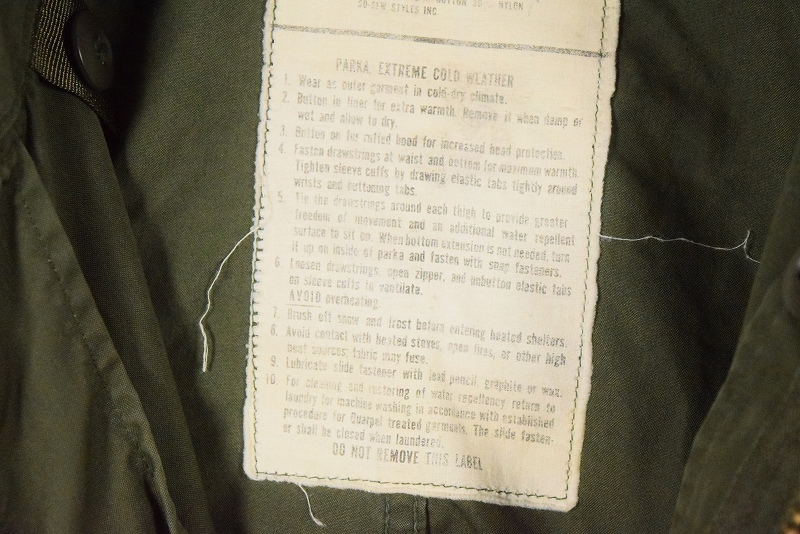 COTTON NYLON
SO-SEW STYLES INC.
PARKA, EXTREME COLD WEATHER
1. Wear as outer garment in cold-dry climate.
2. Button in liner for extra warmth. Remove it when damp or
wet and allow to dry.
3. Button on fur ruffed hood for increased head protection.
4. Fasten drawstrings at waist and bottom for maximum warmth.
Tighten sleeve cuffs by drawing elastic tabs tightly around
wrists and buttoning tabs.
5. Tie the drawstrings around each thigh to provide greater
freedom of movement and an additional water repellent
surface to sit on. When bottom extension is not needed, turn
it up on inside of parka and fasten with snap fasteners.
6. Loosen drawstrings, open zipper, and unbutton elastic tabs
on sleeve cuffs to ventilate.
AVOID overheating.
7. Brush off snow and frost before entering heated shelters.
8. Avoid contact with heated stoves, open fires, or other high
heat sources; fabric may fuse.
9. Lubricate slide fastener with lead pencil, graphite or wax.
10. For cleaning and restoring of water repellency return to
laundry for machine washing in accordance with established
procedure for Quarpel treated garments. The slide fasten-
er shall be closed when laundered.
DO NOT REMOVE THIS LABEL